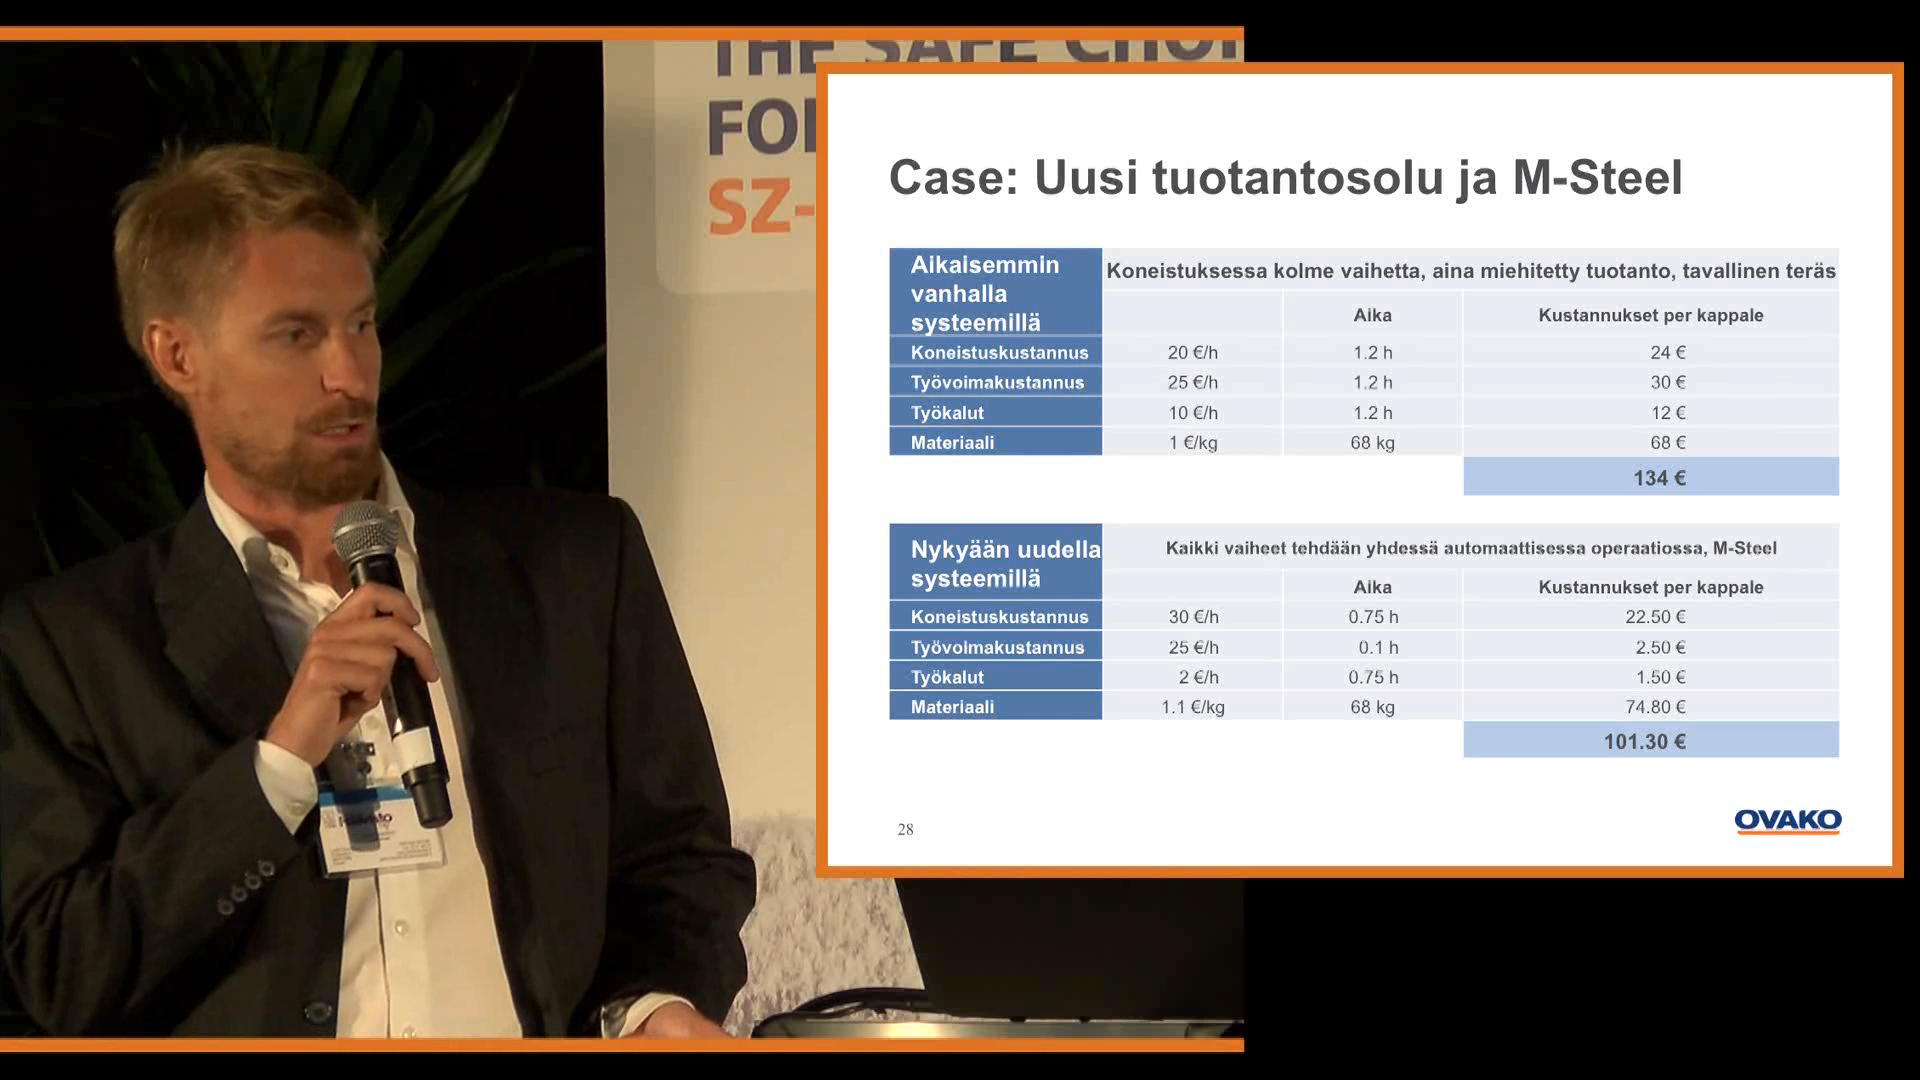 THE SAFE
FO
SZ-
Case: Uusi tuotantosolu ja M-Steel
Aikaisemmin
vanhalla
systeemillä
Koneistuksessa kolme vaihetta, aina miehitetty tuotanto, tavallinen teräs
Aika Kustannukset per kappale
Koneistuskustannus 20 €/h 1.2 h 24 €
Työvoimakustannus 25 €/h 1.2 h 30 €
Työkalut 10 €/h 1.2 h 12 €
Materiaali 1 €/kg 68 kg 68 €
134 €
Nykyään uudella
systeemillä
Kaikki vaiheet tehdään yhdessä automaattisessa operaatiossa, M-Steel
Aika Kustannukset per kappale
Koneistuskustannus 30 €/h 0.75 h 22.50 €
Työvoimakustannus 25 €/h 0.1 h 2.50 €
Työkalut 2 €/h 0.75 h 1.50 €
Materiaali 1.1 €/kg 68 kg 74.80 €
101.30 €
28
OVAKO